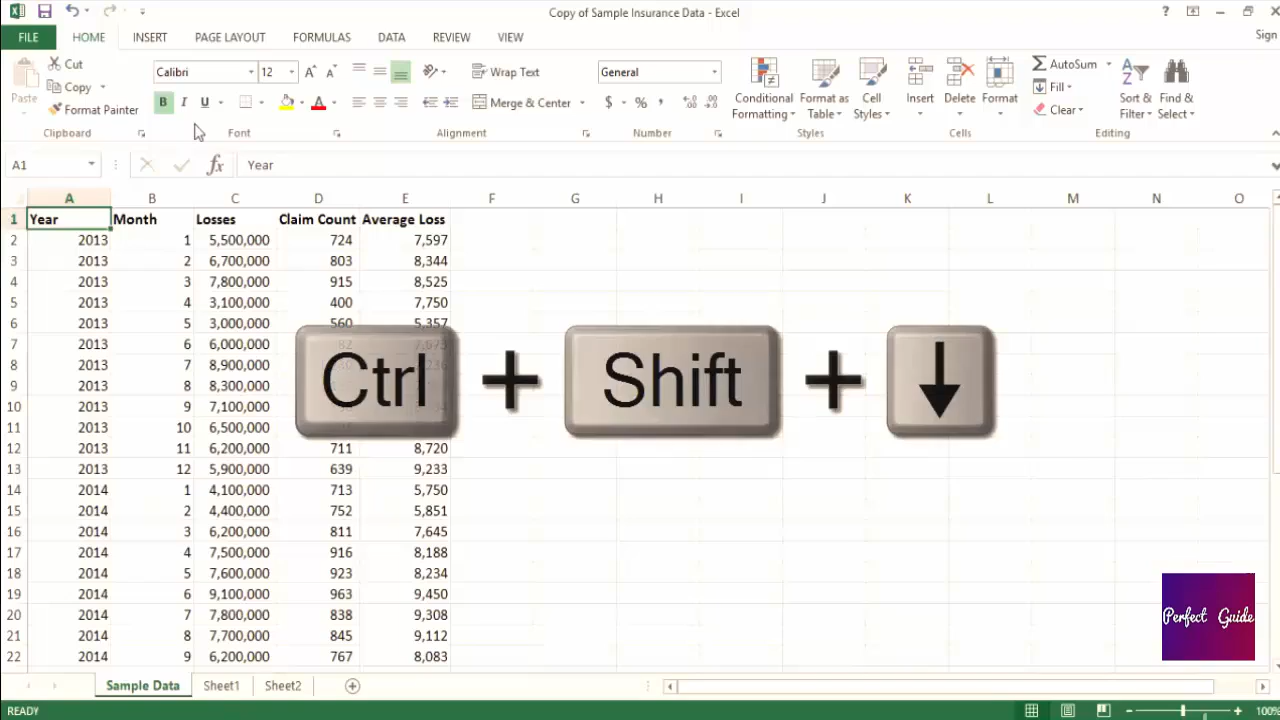 Copy of Sample Insurance Data - Excel
?
FILE HOME INSERT PAGE LAYOUT FORMULAS DATA REVIEW VIEW Sign
Paste Cut Copy Format Painter
Calibri 12 A A
B I U A
Wrap Text
Merge & Center
General
$ % ,
Conditional Formatting Format as Table Cell Styles
Insert Delete Format
AutoSum Fill Clear Sort & Filter Find & Select
Clipboard Font Alignment Number Styles Cells Editing
A1 fx Year
A B C D E F G H I J K L M N O
1 Year Month Losses Claim Count Average Loss
2 2013 1 5,500,000 724 7,597
3 2013 2 6,700,000 803 8,344
4 2013 3 7,800,000 915 8,525
5 2013 4 3,100,000 400 7,750
6 2013 5 3,000,000 560 5,357
7 2013 6 6,000,000
8 2013 7 8,900,000
9 2013 8 8,300,000
10 2013 9 7,100,000
11 2013 10 6,500,000
Ctrl + Shift + ↓
12 2013 11 6,200,000 711 8,720
13 2013 12 5,900,000 639 9,233
14 2014 1 4,100,000 713 5,750
15 2014 2 4,400,000 752 5,851
16 2014 3 6,200,000 811 7,645
17 2014 4 7,500,000 916 8,188
18 2014 5 7,600,000 923 8,234
19 2014 6 9,100,000 963 9,450
20 2014 7 7,800,000 838 9,308
21 2014 8 7,700,000 845 9,112
22 2014 9 6,200,000 767 8,083
Perfect Guide
Sample Data Sheet1 Sheet2
READY 100%